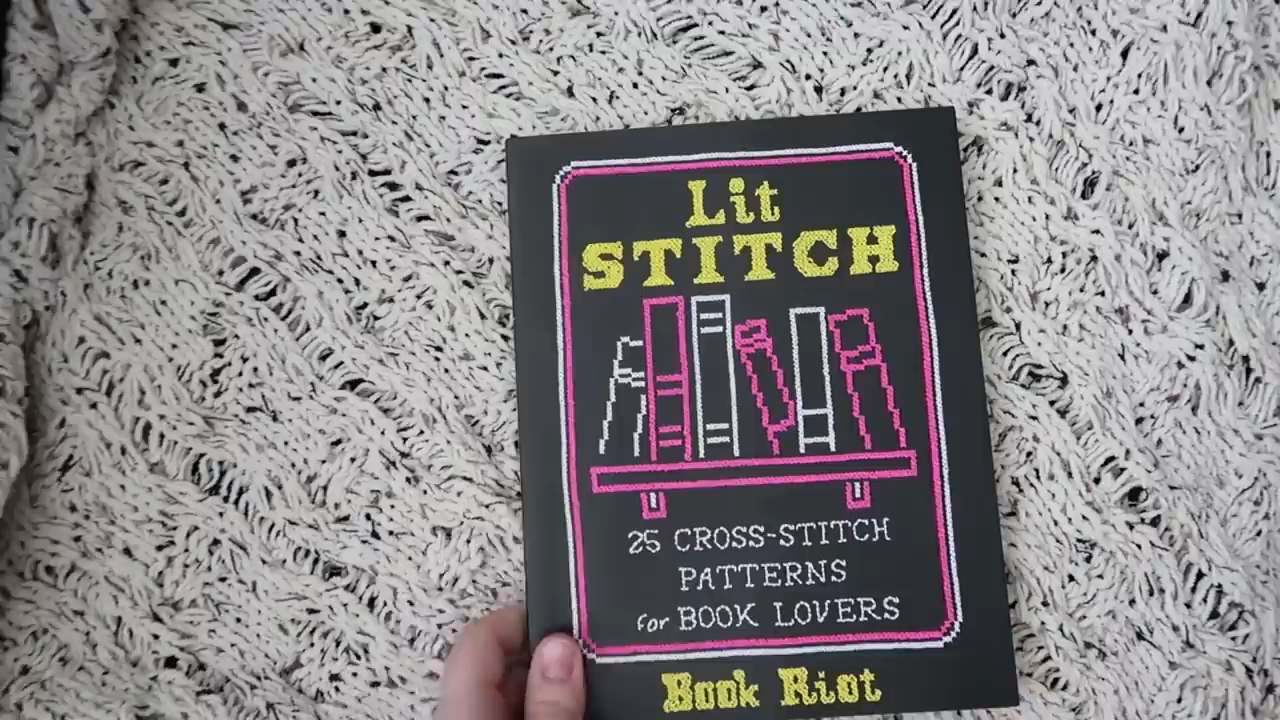 Lit
STITCH
25 CROSS-STITCH
PATTERNS
for BOOK LOVERS
Book Riot